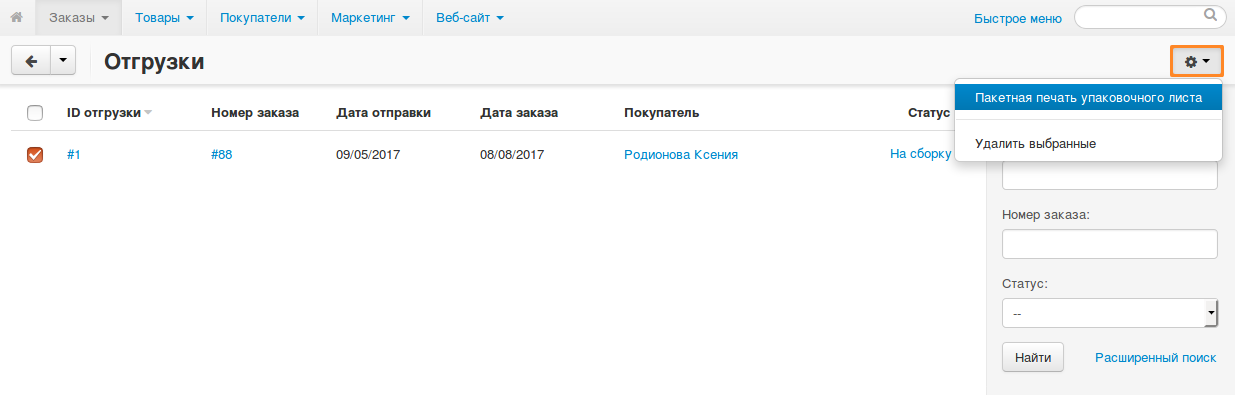 Заказы Товары Покупатели Маркетинг Веб-сайт Быстрое меню
Отгрузки
Пакетная печать упаковочного листа
Удалить выбранные
ID отгрузки Номер заказа Дата отправки Дата заказа Покупатель Статус
#1 #88 09/05/2017 08/08/2017 Родионова Ксения На сборку
Номер заказа:
Статус:
--
Найти Расширенный поиск